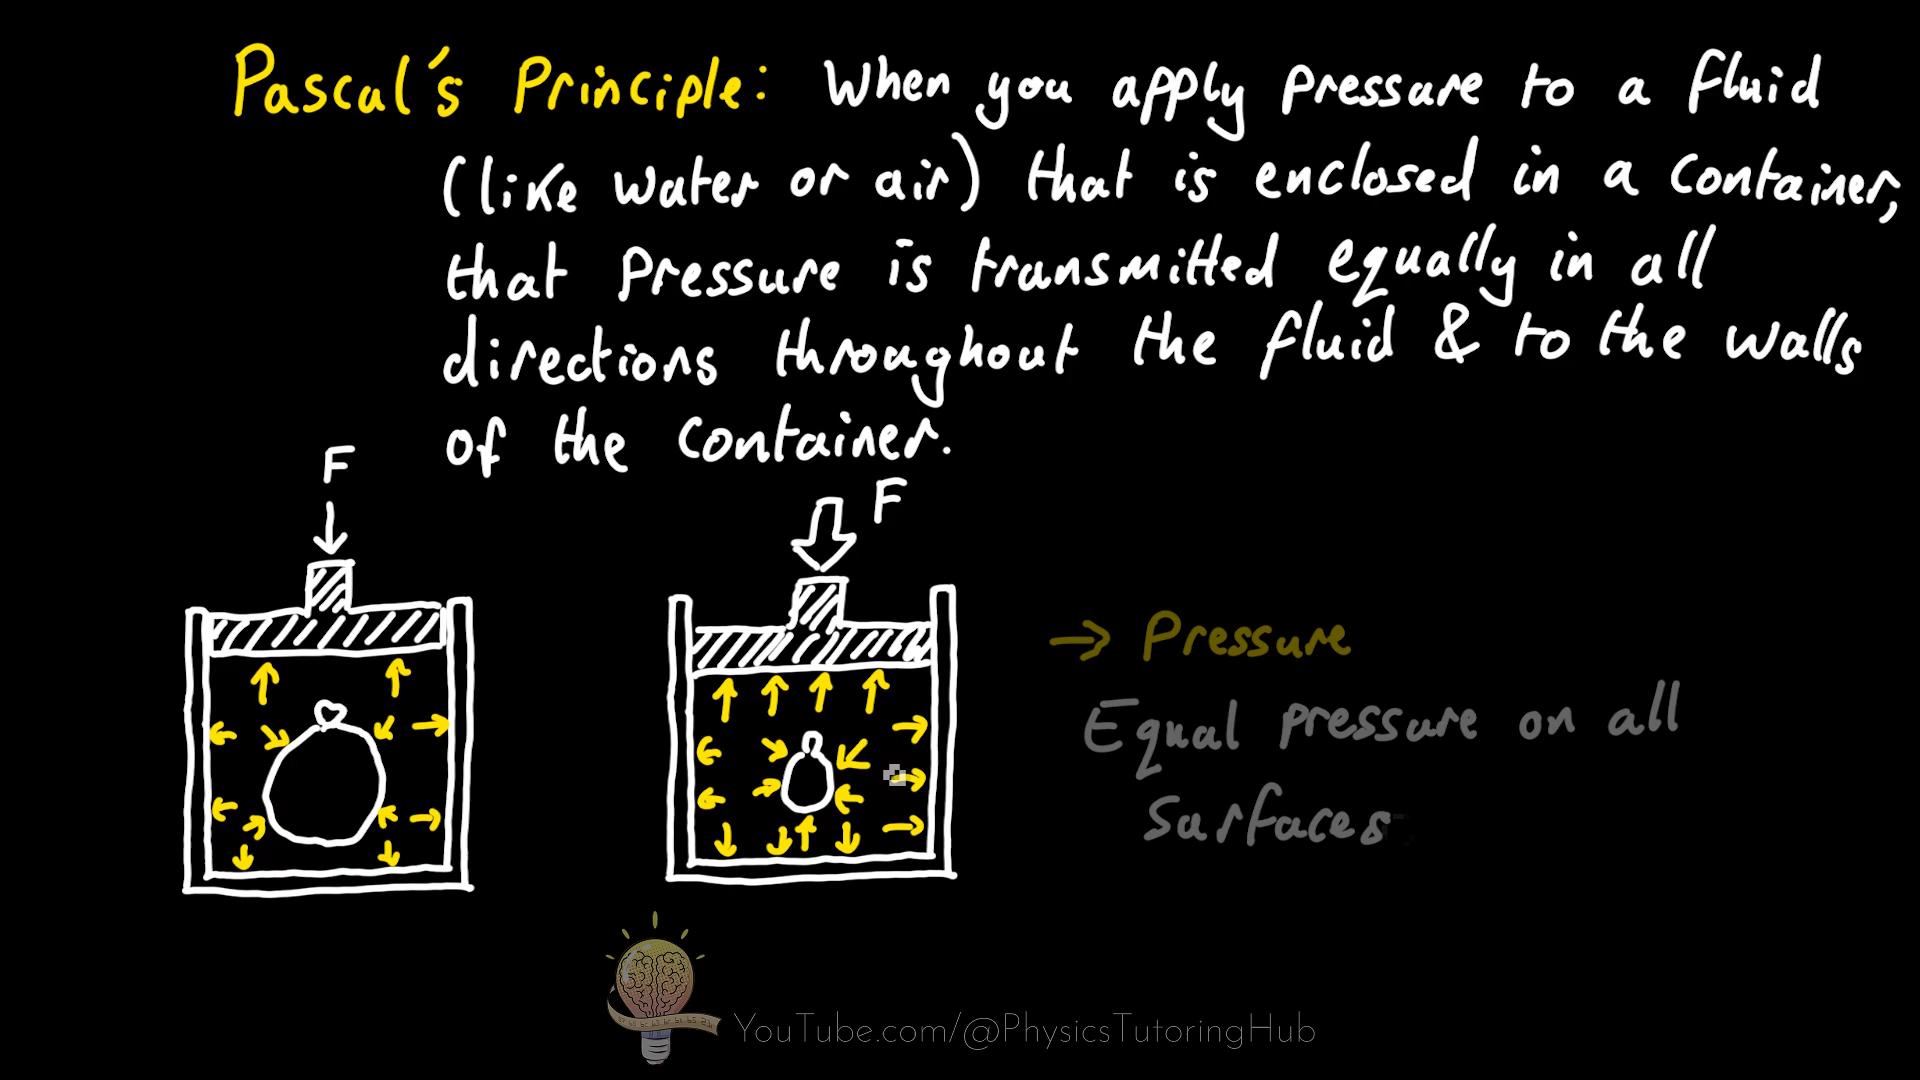 Pascal's Principle: When you apply pressure to a fluid
(like water or air) that is enclosed in a container,
that pressure is transmitted equally in all
directions throughout the fluid & to the walls
of the container.
F
F
→ Pressure
Equal pressure on all
surfaces
YouTube.com/@PhysicsTutoringHub